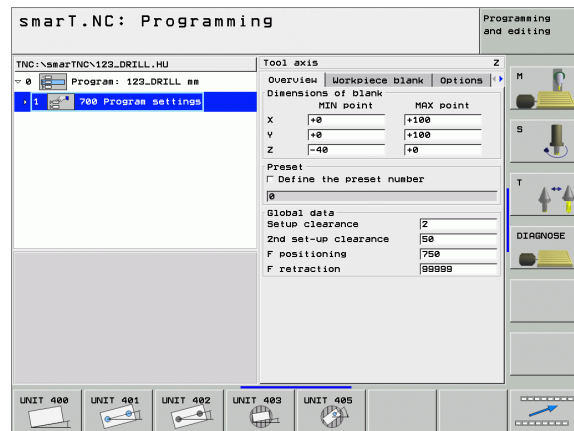 smarT.NC: Programming
Programming
and editing
TNC:\smarTNC\123_DRILL.HU
0 Program: 123_DRILL mm
1 700 Program settings
Tool axis Z
Overview Workpiece blank Options
Dimensions of blank
MIN point MAX point
X +0 +100
Y +0 +100
Z -40 +0
Preset
Define the preset number
0
Global data
Setup clearance 2
2nd set-up clearance 50
F positioning 750
F retraction 99999
M
S
T
DIAGNOSE
UNIT 400 UNIT 401 UNIT 402 UNIT 403 UNIT 405